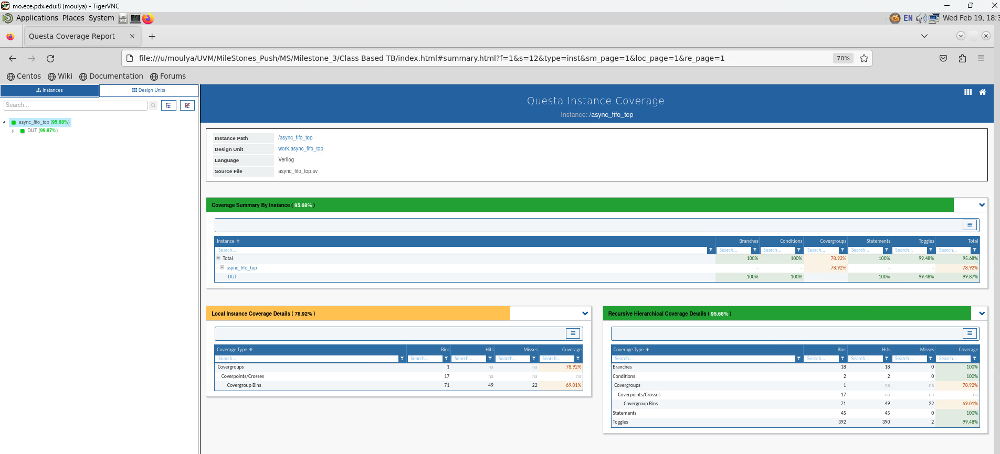 mo.ece.pdx.edu:8 (moulya) - TigerVNC
Applications Places System EN Wed Feb 19, 18:3
Questa Coverage Report
file:///u/moulya/UVM/MileStones_Push/MS/Milestone_3/Class Based TB/index.html#summary.html?f=1&s=12&type=inst&sm_page=1&loc_page=1&re_page=1 70%
Centos Wiki Documentation Forums
Instances Design Units
Search...
async_fifo_top (95.68%)
DUT (99.87%)
Questa Instance Coverage
Instance: /async_fifo_top
Instance Path /async_fifo_top
Design Unit work.async_fifo_top
Language Verilog
Source File async_fifo_top.sv
Coverage Summary By Instance ( 95.68% )
Instance Branches Conditions Covergroups Statements Toggles Total
Search... Search... Search... Search... Search... Search... Search...
Total 100% 100% 78.92% 100% 99.48% 95.68%
async_fifo_top - - 78.92% - - 78.92%
DUT 100% 100% - 100% 99.48% 99.87%
Local Instance Coverage Details ( 78.92% )
Coverage Type Bins Hits Misses Coverage
Search... Search... Search... Search... Search...
Covergroups 1 na na 78.92%
Coverpoints/Crosses 17 na na na
Covergroup Bins 71 49 22 69.01%
Recursive Hierarchical Coverage Details ( 95.68% )
Coverage Type Bins Hits Misses Coverage
Search... Search... Search... Search... Search...
Branches 18 18 0 100%
Conditions 2 2 0 100%
Covergroups 1 na na 78.92%
Coverpoints/Crosses 17 na na na
Covergroup Bins 71 49 22 69.01%
Statements 45 45 0 100%
Toggles 392 390 2 99.48%